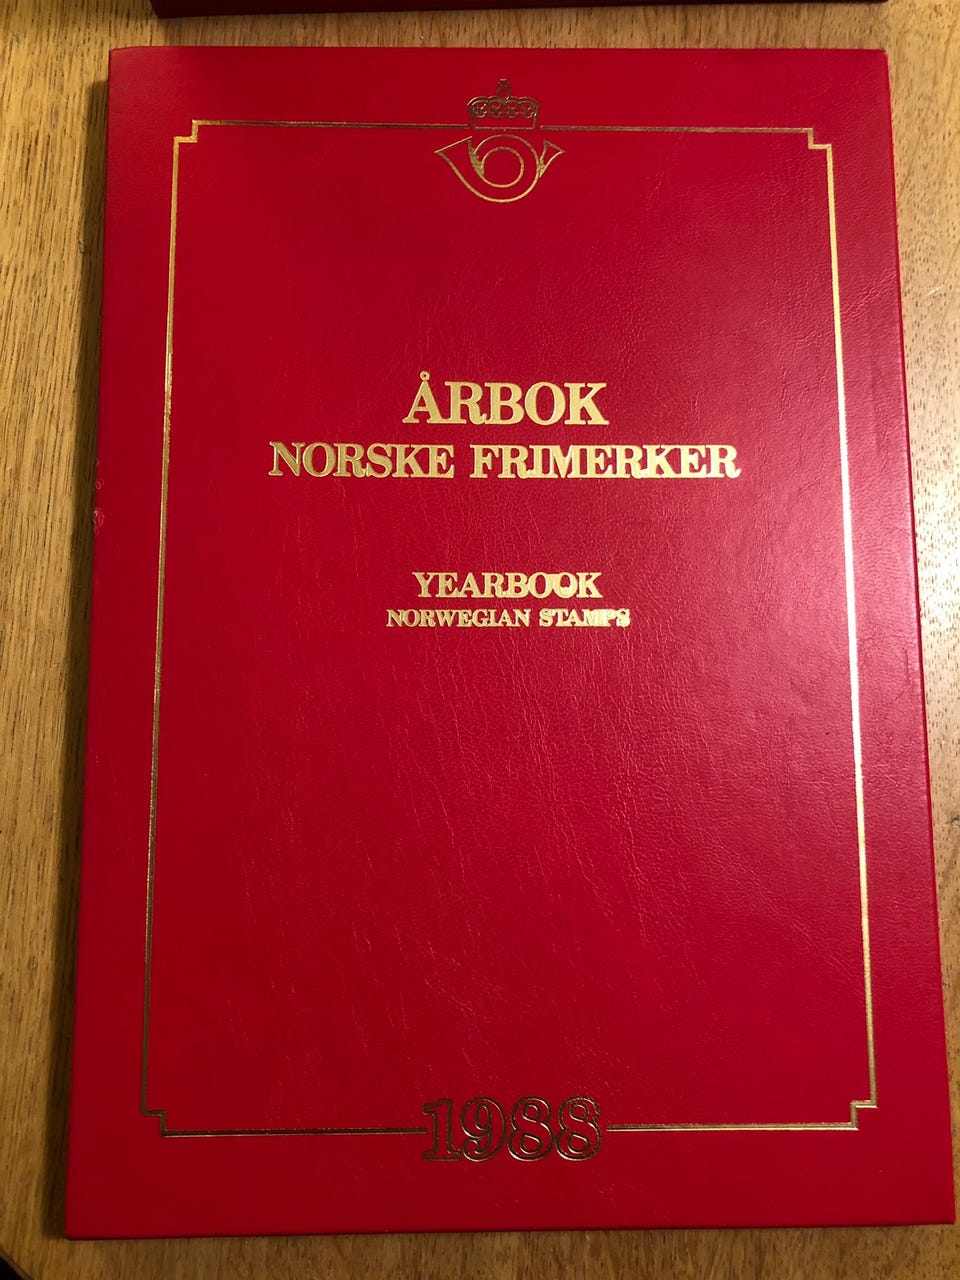 ÅRBOK
NORSKE FRIMERKER
YEARBOOK
NORWEGIAN STAMPS
1988